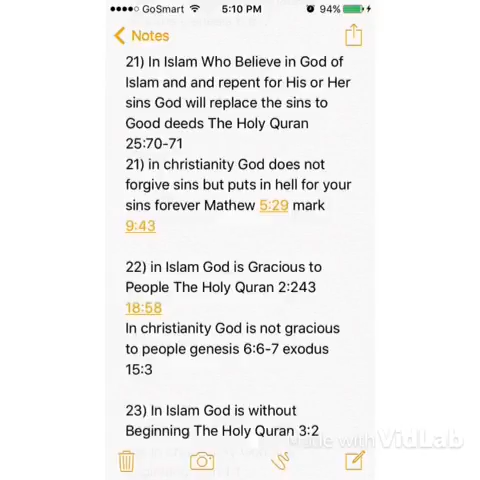 GoSmart 5:10 PM 94%
Notes
21) In Islam Who Believe in God of
Islam and and repent for His or Her
sins God will replace the sins to
Good deeds The Holy Quran
25:70-71
21) in christianity God does not
forgive sins but puts in hell for your
sins forever Mathew 5:29 mark
9:43
22) in Islam God is Gracious to
People The Holy Quran 2:243
18:58
In christianity God is not gracious
to people genesis 6:6-7 exodus
15:3
23) In Islam God is without
Beginning The Holy Quran 3:2
Made with VidLab